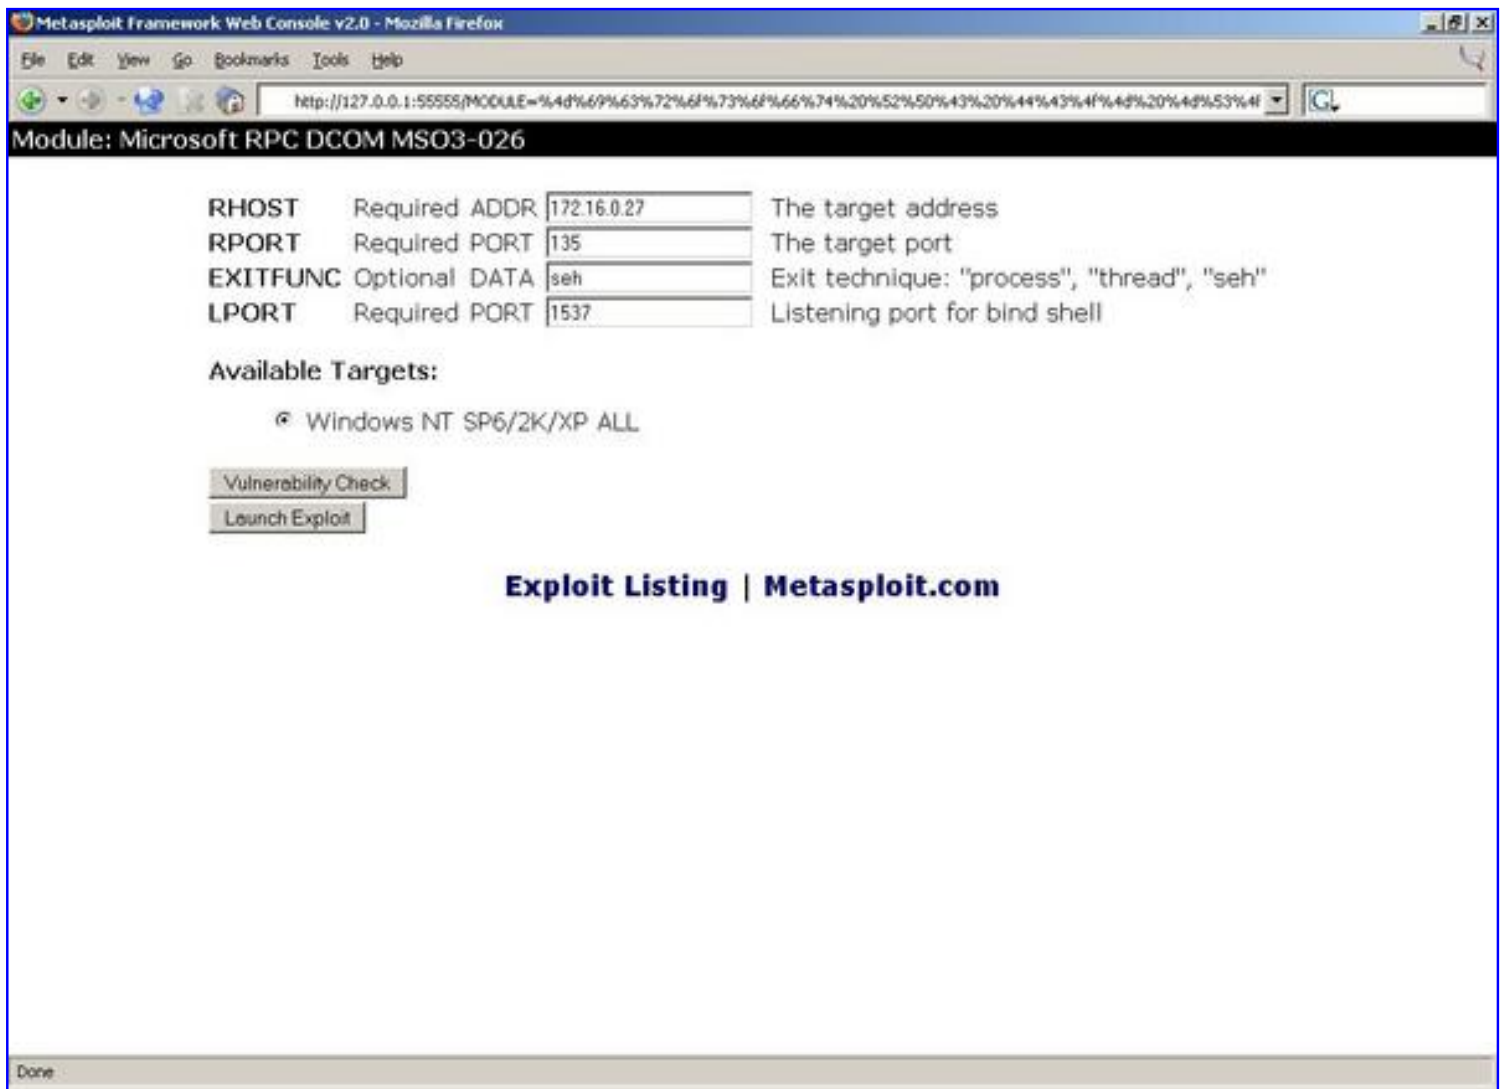 Metasploit Framework Web Console v2.0 - Mozilla Firefox
File Edit View Go Bookmarks Tools Help
http://127.0.0.1:55555/MODULE=%4d%69%63%72%6f%73%6f%66%74%20%52%50%43%20%44%43%4f%4d%20%4d%53%4f
Module: Microsoft RPC DCOM MSO3-026
RHOST Required ADDR 172.16.0.27 The target address
RPORT Required PORT 135 The target port
EXITFUNC Optional DATA seh Exit technique: "process", "thread", "seh"
LPORT Required PORT 1537 Listening port for bind shell
Available Targets:
Windows NT SP6/2K/XP ALL
Vulnerability Check
Launch Exploit
Exploit Listing | Metasploit.com
Done